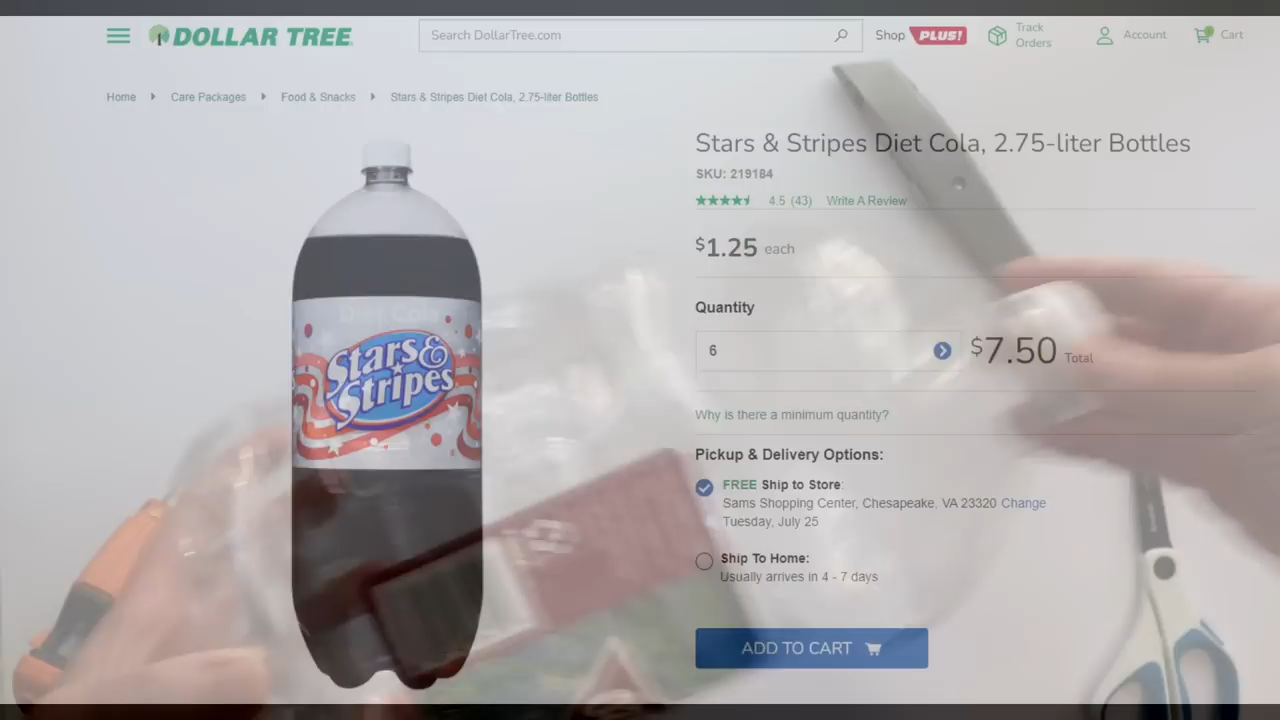 DOLLAR TREE
Search DollarTree.com
Shop PLUS!
Track
Orders
Account
Cart
Home
Care Packages
Food & Snacks
Stars & Stripes Diet Cola, 2.75-liter Bottles
Stars & Stripes Diet Cola, 2.75-liter Bottles
SKU: 219184
4.5 (43) Write A Review
$1.25 each
Quantity
6
$7.50 Total
Why is there a minimum quantity?
Pickup & Delivery Options:
FREE Ship to Store:
Sams Shopping Center, Chesapeake, VA 23320 Change
Tuesday, July 25
Ship To Home:
Usually arrives in 4 - 7 days
ADD TO CART
Diet Cola
Stars &
Stripes